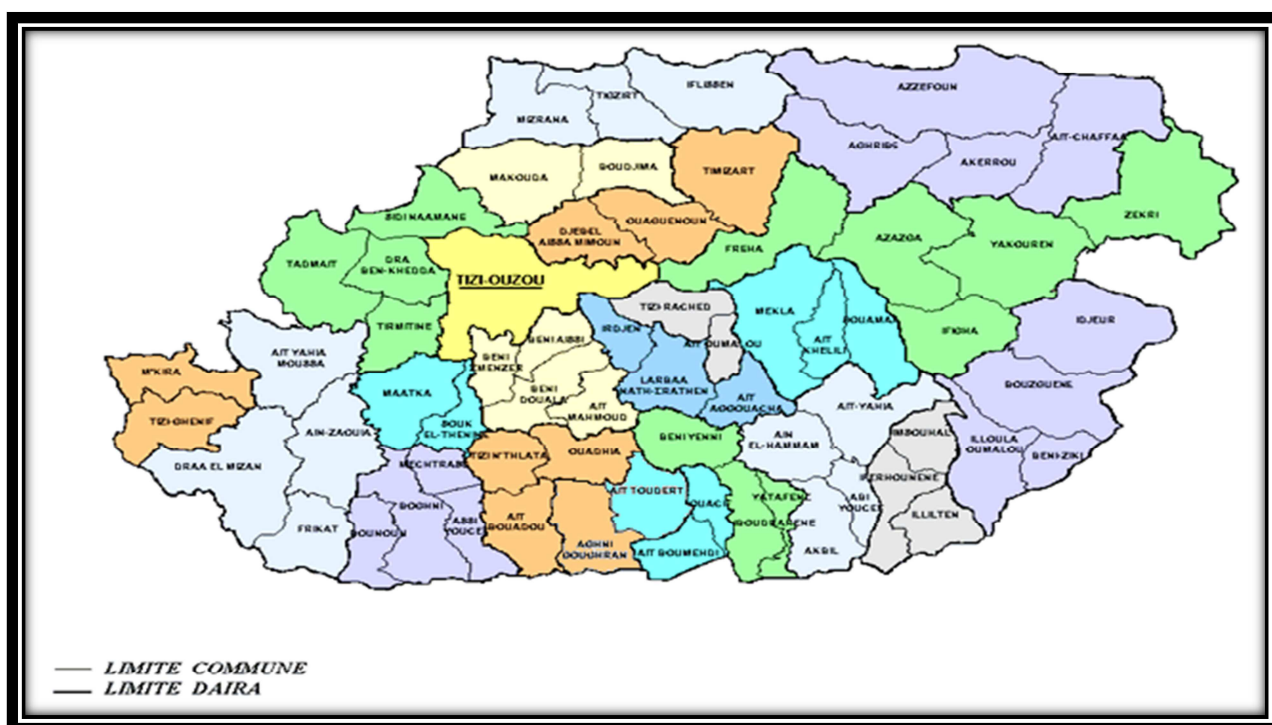 AZZEFOUN
IFLISSEN
TIGZIRT
MIZRANA
AIT-CHAFFAA
AGHRIBS
AKERROU
BOUDJIMA
TIMIZART
MAKOUDA
ZEKRI
SIDI NAAMANE
OUAGUENOUN
DJEBEL
AISSA MIMOUN
AZAZGA
YAKOUREN
FREHA
TADMAIT
DRA
BEN-KHEDDA
TIZI-OUZOU
TIZI-RACHED
MEKLA
SOUAMAA
IDJEUR
TIRMITINE
IRDJEN
IFIGHA
AIT OUMALOU
AIT
KHELILI
BENI AISSI
AIT YAHIA
MOUSSA
BENI
ZMENZER
M'KIRA
LARBAA
NATH-ERATHEN
BOUZGUENE
MAATKA
BENI
DOUALA
AIT
AGGOUACHA
AIT
MAHMOUD
AIT-YAHIA
TIZI-GHENIF
SOUK
EL-THENIN
AIN-ZAOUIA
BENI YENNI
AIN
EL-HAMMAM
IMSOUHAL
ILLOULA
OUMALOU
BENI-ZIKI
OUADHIA
TIZI N'THLATA
DRAA EL MIZAN
MECHTRAS
IFERHOUNENE
AIT TOUDERT
YATAFENE
ABI
YOUCEF
ILLILTEN
BOGHNI
AIT
BOUADOU
FRIKAT
BOUNOUH
ASSI
YOUCEF
AGHNI
GOUGHRAN
AIT BOUMEHDI
AKBIL
LIMITE COMMUNE
LIMITE DAIRA